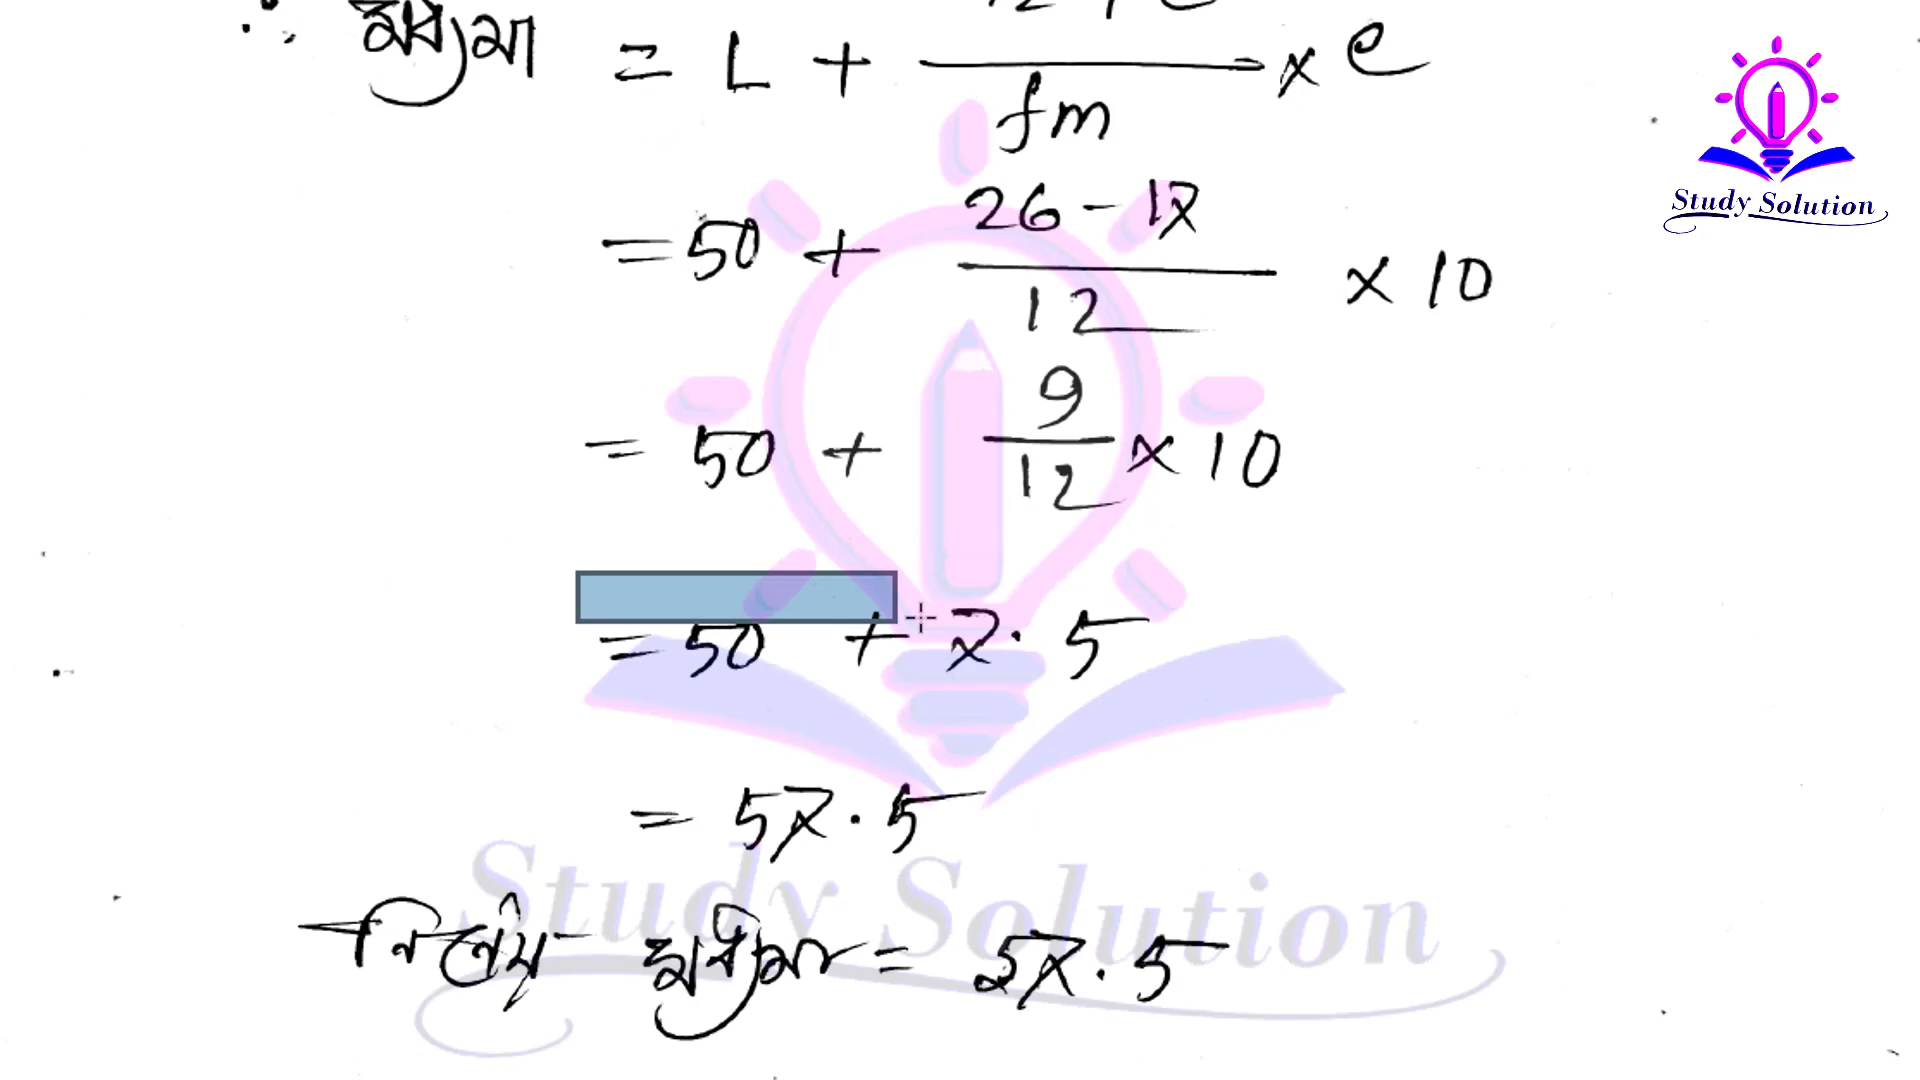 ∴ মধ্যমা = L + ―― × c
fm
Study Solution
= 50 + (26 - 17)/12 × 10
= 50 + 9/12 × 10
= 50 + 7.5
= 57.5
Study Solution
নির্ণেয় মধ্যমা = 57.5